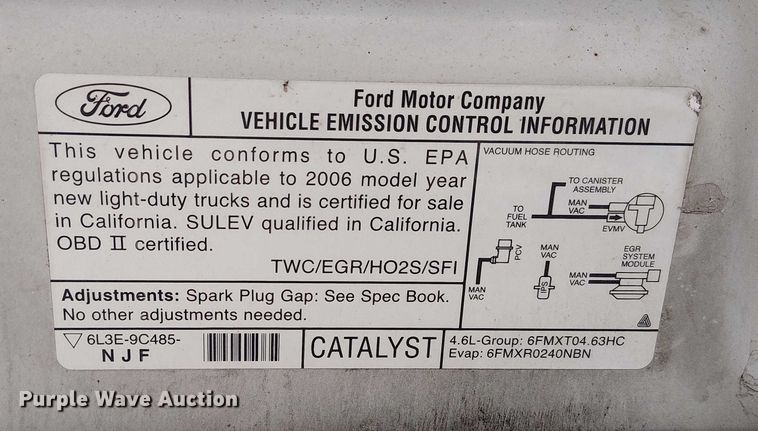 Ford
Ford Motor Company
VEHICLE EMISSION CONTROL INFORMATION
This vehicle conforms to U.S. EPA
regulations applicable to 2006 model year
new light-duty trucks and is certified for sale
in California. SULEV qualified in California.
OBD II certified.
TWC/EGR/HO2S/SFI
Adjustments: Spark Plug Gap: See Spec Book.
No other adjustments needed.
VACUUM HOSE ROUTING
TO CANISTER
ASSEMBLY
TO
FUEL
TANK
MAN
VAC
EVMV
PCV
MAN
VAC
MAN
VAC
IPS
EGR
SYSTEM
MODULE
MAN
VAC
6L3E-9C485-
N J F
CATALYST
4.6L-Group: 6FMXT04.63HC
Evap: 6FMXR0240NBN
Purple Wave Auction